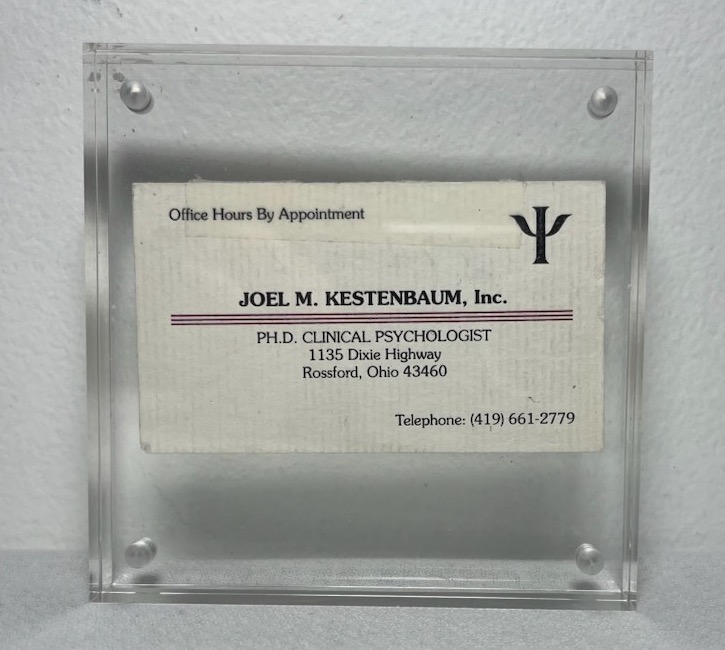 Office Hours By Appointment
Ψ
JOEL M. KESTENBAUM, Inc.
PH.D. CLINICAL PSYCHOLOGIST
1135 Dixie Highway
Rossford, Ohio 43460
Telephone: (419) 661-2779